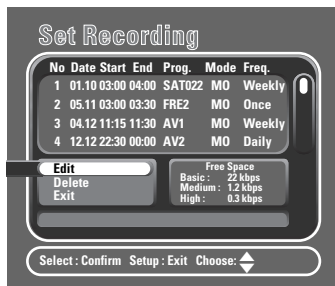 Set Recording
No Date Start End Prog. Mode Freq.
1 01.10 03:00 04:00 SAT022 MO Weekly
2 05.11 03:00 03:30 FRE2 MO Once
3 04.12 11:15 11:30 AV1 MO Weekly
4 12.12 22:30 00:00 AV2 MO Daily
Edit
Delete
Exit
Free Space
Basic : 22 kbps
Medium : 1.2 kbps
High : 0.3 kbps
Select : Confirm Setup : Exit Choose: